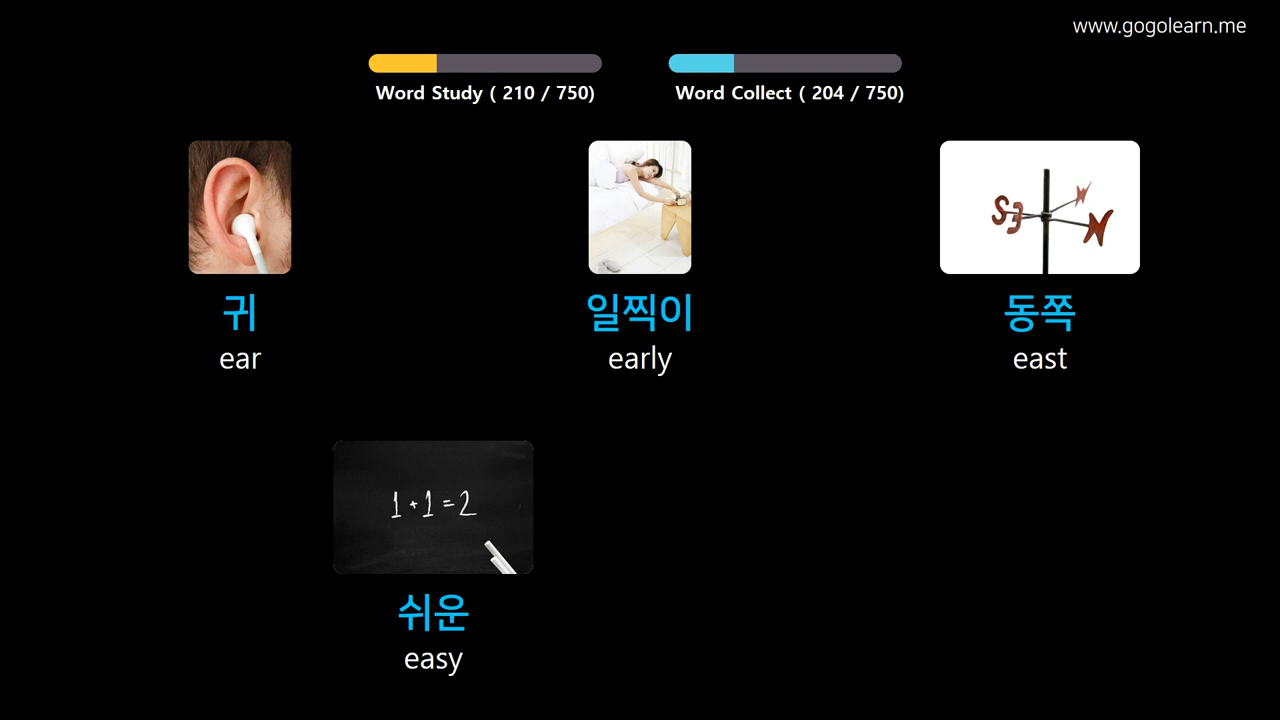 www.gogolearn.me
Word Study ( 210 / 750)
Word Collect ( 204 / 750)
귀
ear
일찍이
early
S
E
N
동쪽
east
1 + 1 = 2
쉬운
easy